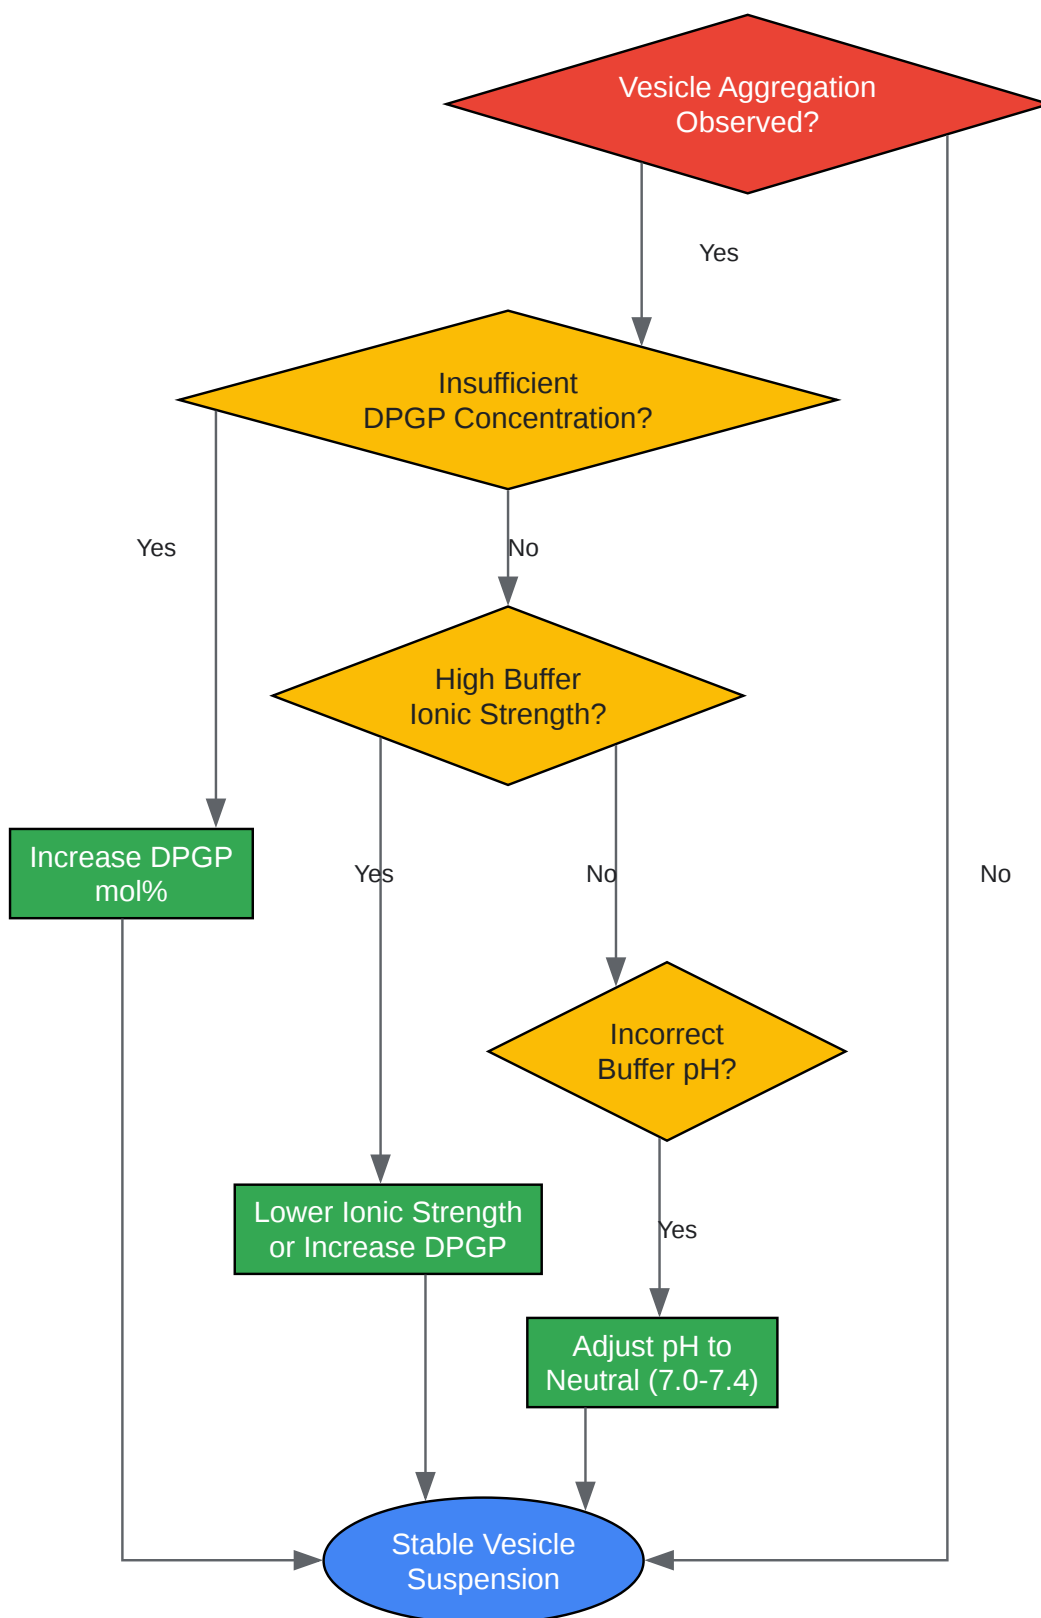 Vesicle Aggregation
Observed?
Yes
Insufficient
DPGP Concentration?
Yes
No
High Buffer
Ionic Strength?
Increase DPGP
mol%
Yes
No
No
Incorrect
Buffer pH?
Lower Ionic Strength
or Increase DPGP
Yes
Adjust pH to
Neutral (7.0-7.4)
Stable Vesicle
Suspension